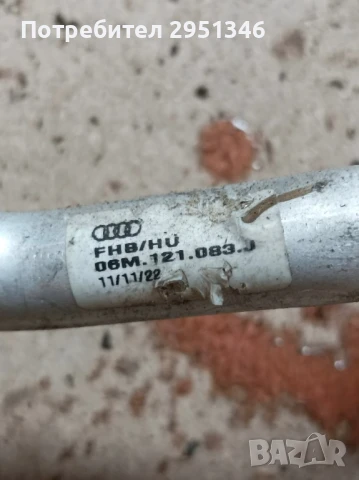 Потребител 2951346
FHB/HU
06M.121.083.J
11/11/22
BAZAR